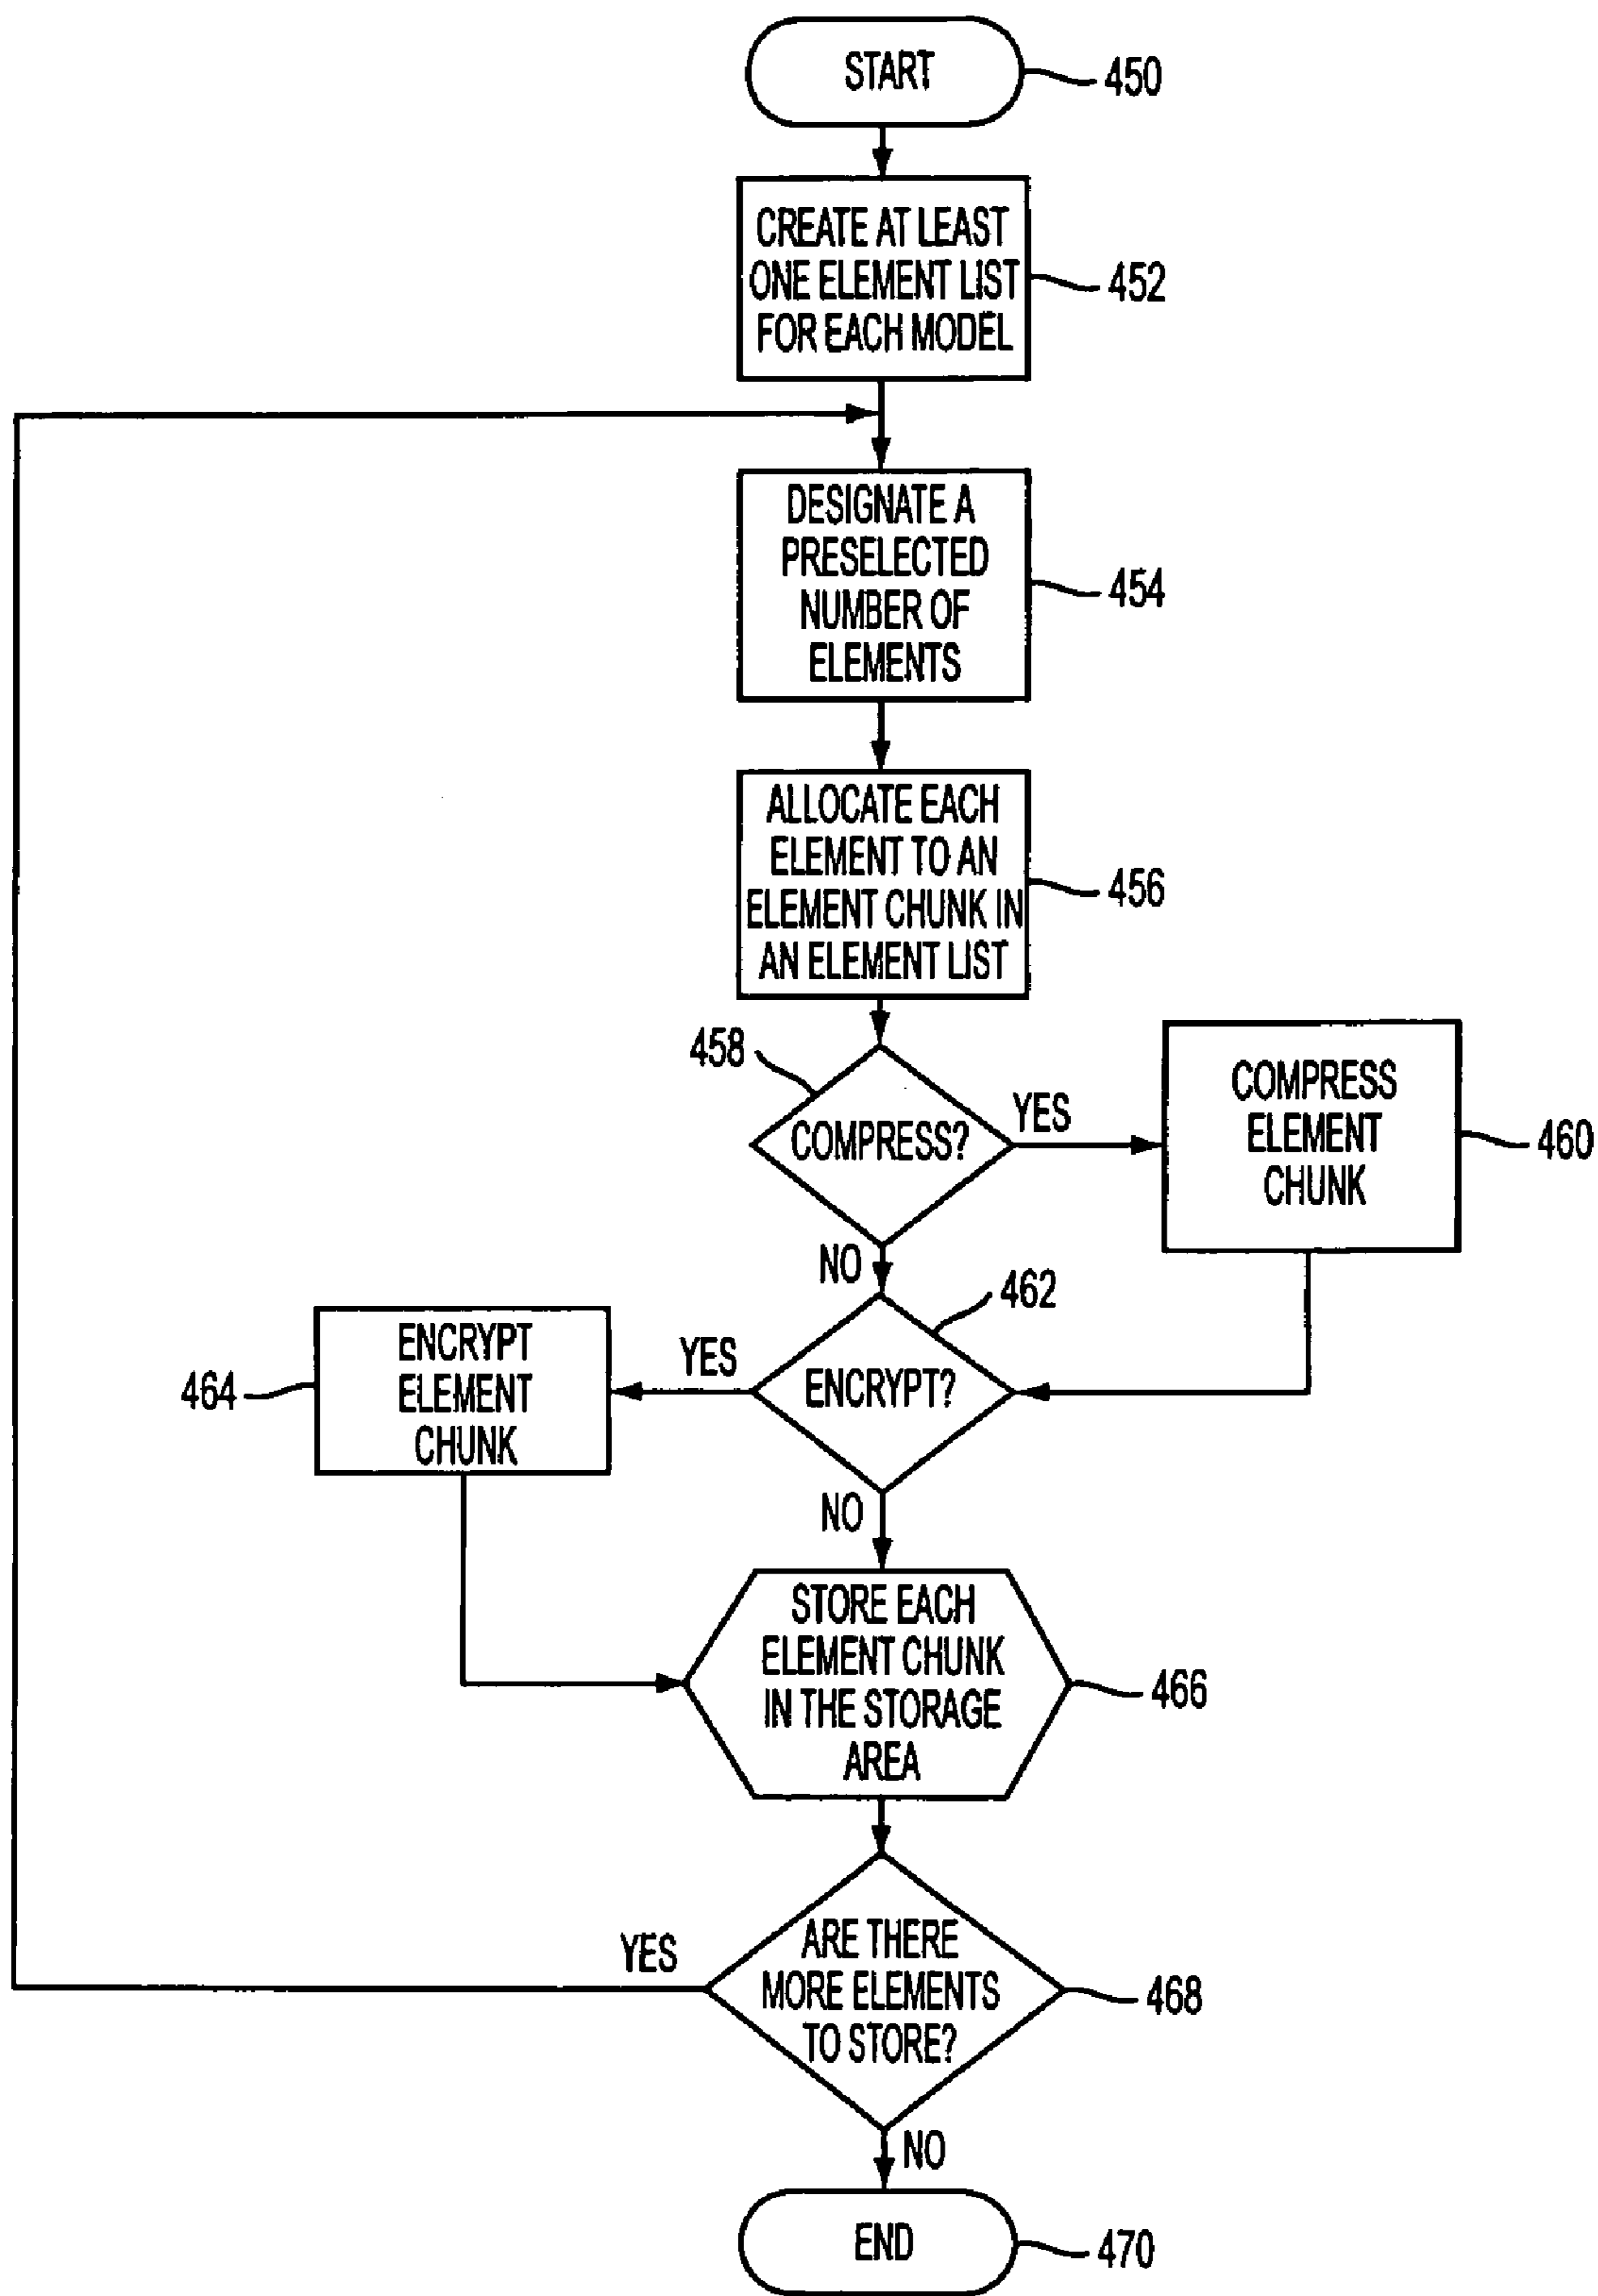 START
450
CREATE AT LEAST
ONE ELEMENT LIST
FOR EACH MODEL
452
DESIGNATE A
PRESELECTED
NUMBER OF
ELEMENTS
454
ALLOCATE EACH
ELEMENT TO AN
ELEMENT CHUNK IN
AN ELEMENT LIST
456
458
COMPRESS?
YES
COMPRESS
ELEMENT
CHUNK
460
NO
462
ENCRYPT?
YES
ENCRYPT
ELEMENT
CHUNK
464
NO
STORE EACH
ELEMENT CHUNK
IN THE STORAGE
AREA
466
YES
ARE THERE
MORE ELEMENTS
TO STORE?
468
NO
END
470